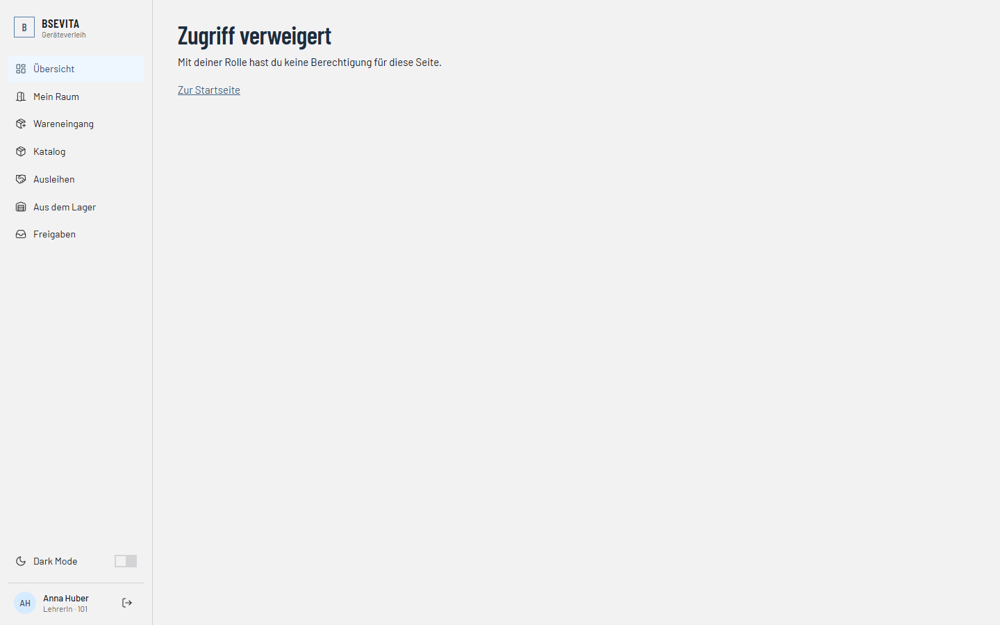 B
BSEVITA
Geräteverleih
Übersicht
Mein Raum
Wareneingang
Katalog
Ausleihen
Aus dem Lager
Freigaben
Dark Mode
AH
Anna Huber
LehrerIn · 101
Zugriff verweigert
Mit deiner Rolle hast du keine Berechtigung für diese Seite.
Zur Startseite